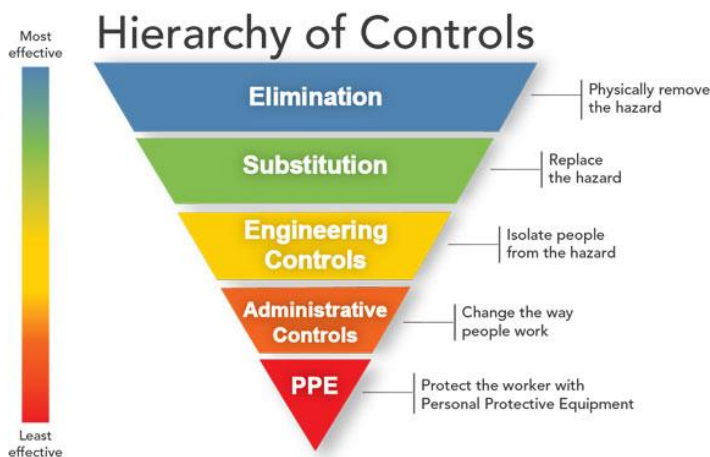 Hierarchy of Controls
Most
effective
Elimination
Physically remove
the hazard
Substitution
Replace
the hazard
Engineering
Controls
Isolate people
from the hazard
Administrative
Controls
Change the way
people work
PPE
Protect the worker with
Personal Protective Equipment
Least
effective